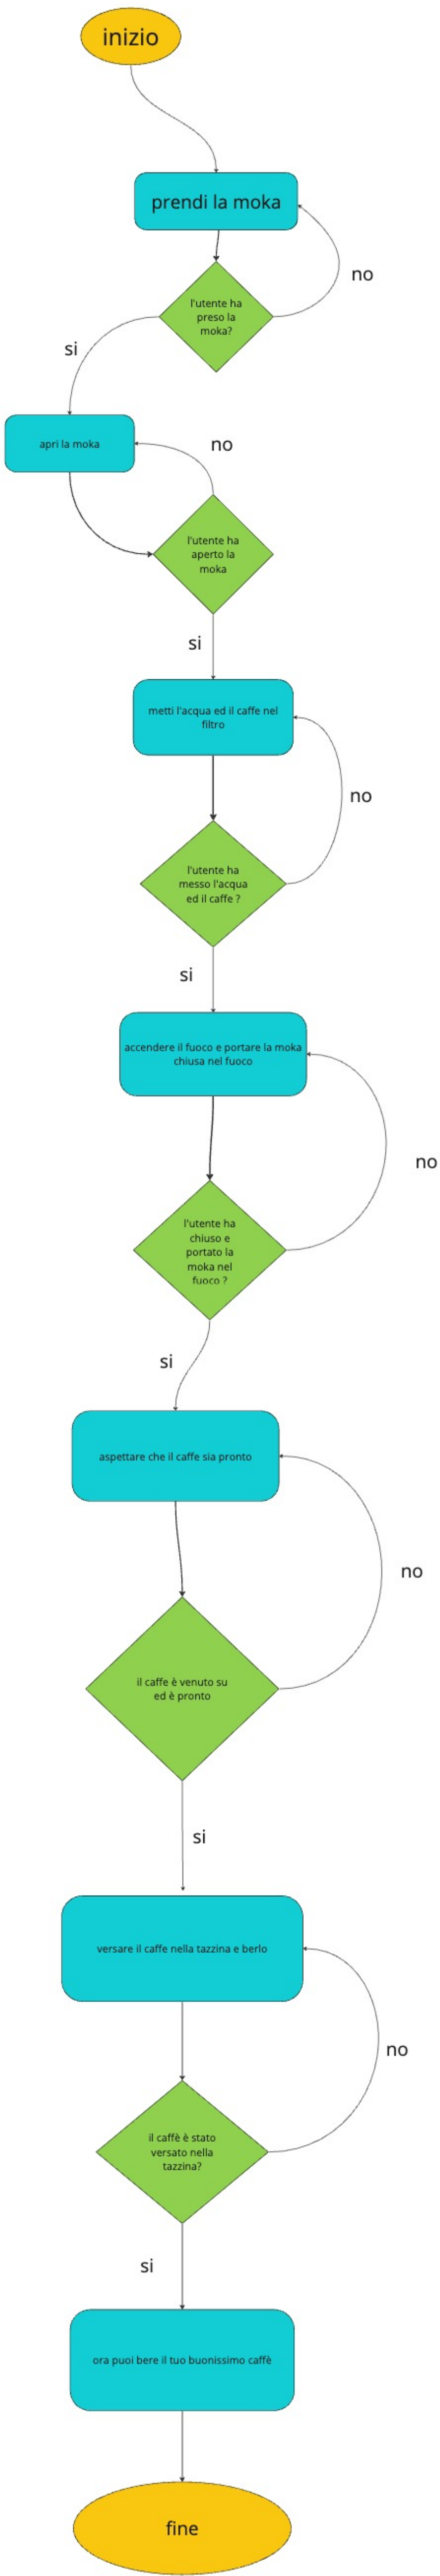 inizio
prendi la moka
l'utente ha
preso la
moka?
no
si
apri la moka
no
l'utente ha
aperto la
moka
si
metti l'acqua ed il caffe nel
filtro
no
l'utente ha
messo l'acqua
ed il caffe ?
si
accendere il fuoco e portare la moka
chiusa nel fuoco
no
l'utente ha
chiuso e
portato la
moka nel
fuoco ?
si
aspettare che il caffe sia pronto
no
il caffe è venuto su
ed è pronto
si
versare il caffe nella tazzina e berlo
no
il caffè è stato
versato nella
tazzina?
si
ora puoi bere il tuo buonissimo caffè
fine